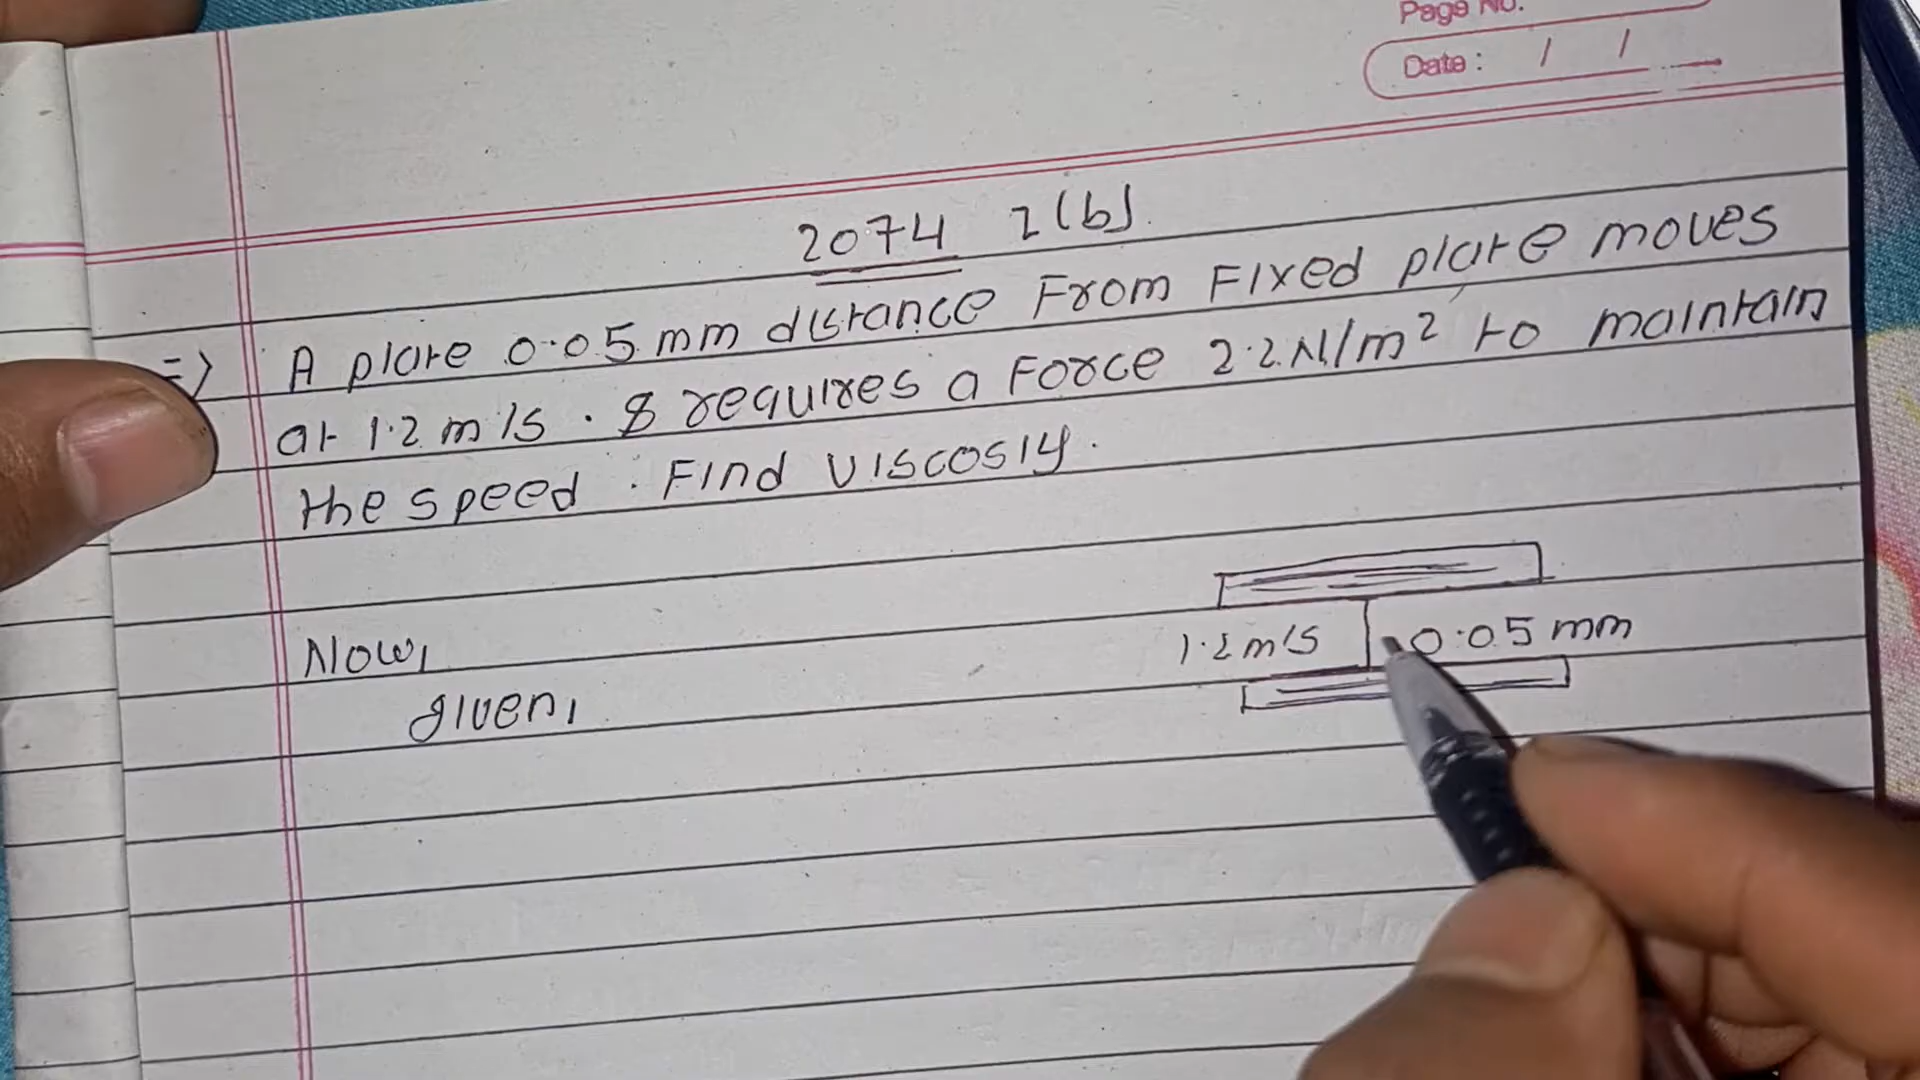 Page No.
Date : / /
2074 2(b)
=> A plate 0.05 mm distance From Fixed plate moves
at 1.2 m/s . & requires a Force 2.2 N/m² to maintain
the speed . Find viscosiy.
1.2 m/s 0.05 mm
Now,
given,